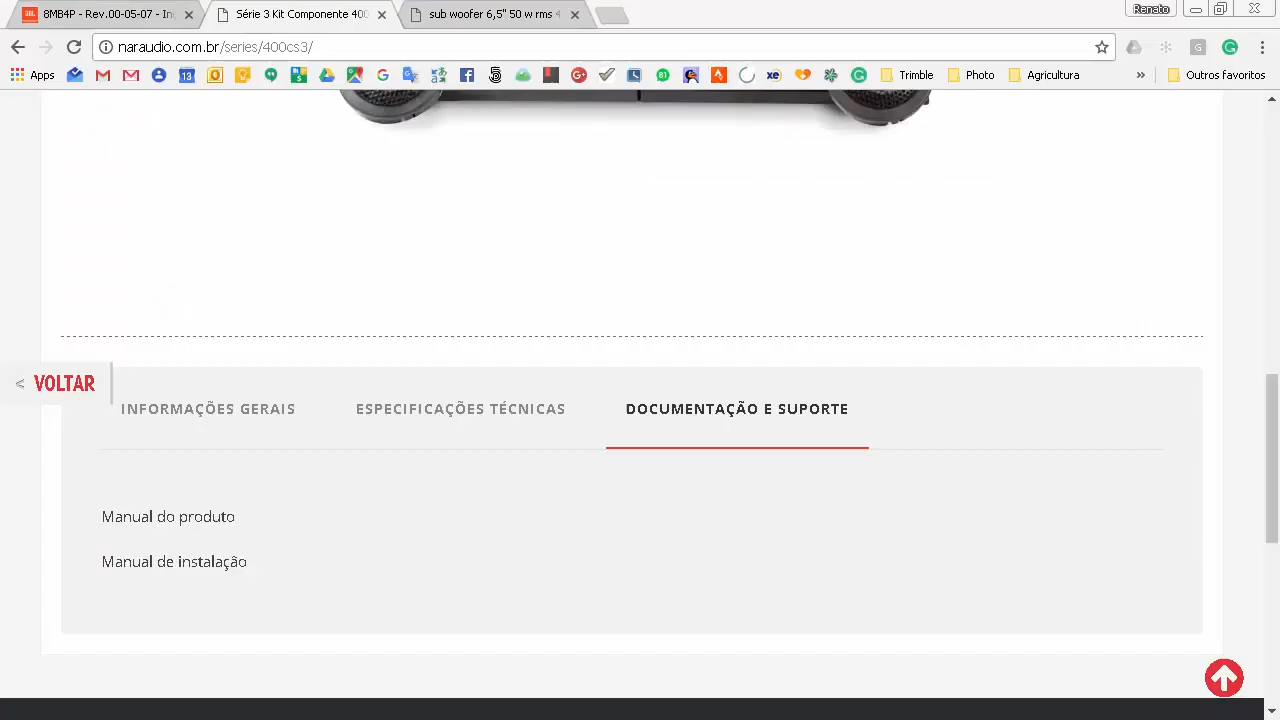 8MB4P - Rev.00-05-07 - In
Série 3 Kit Componente 400
sub woofer 6,5" 50 w rms 4
Renato
naraudio.com.br/series/400cs3/
Apps
Trimble
Photo
Agricultura
»
Outros favoritos
< VOLTAR
INFORMAÇÕES GERAIS
ESPECIFICAÇÕES TÉCNICAS
DOCUMENTAÇÃO E SUPORTE
Manual do produto
Manual de instalação